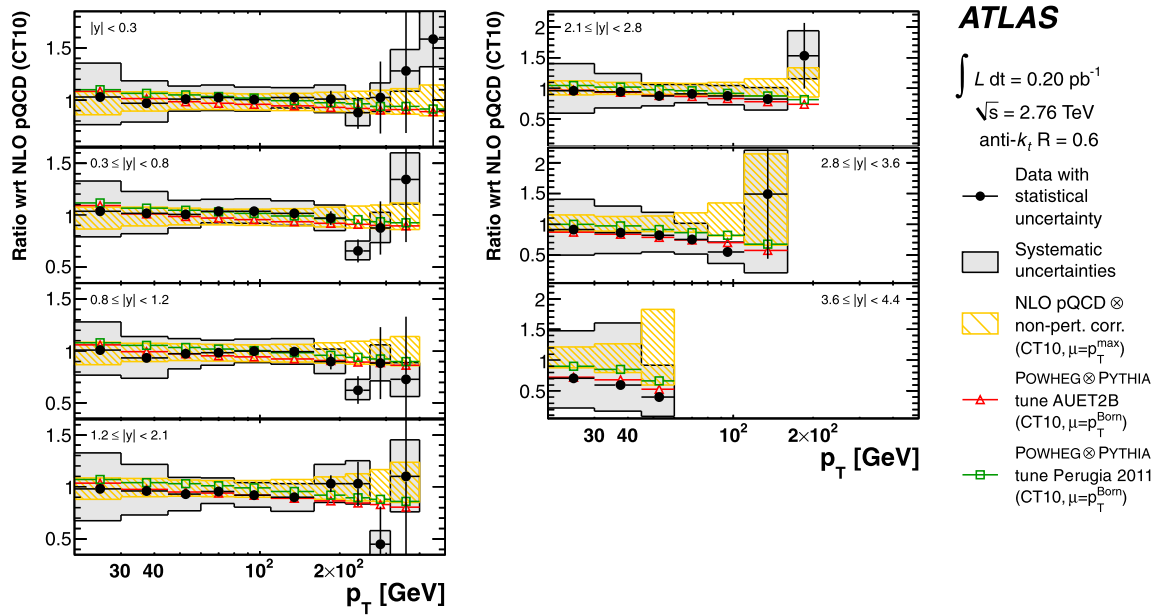 Ratio wrt NLO pQCD (CT10)
|y| < 0.3
1.5
1
1.5
0.3 ≤ |y| < 0.8
1
0.5
1.5
0.8 ≤ |y| < 1.2
1
0.5
1.5
1.2 ≤ |y| < 2.1
1
0.5
30 40 10² 2×10²
p_T [GeV]
Ratio wrt NLO pQCD (CT10)
2
2.1 ≤ |y| < 2.8
1.5
1
0.5
2
2.8 ≤ |y| < 3.6
1.5
1
0.5
2
3.6 ≤ |y| < 4.4
1.5
1
0.5
30 40 10² 2×10²
p_T [GeV]
ATLAS
∫ L dt = 0.20 pb⁻¹
√s = 2.76 TeV
anti-k_t R = 0.6
Data with
statistical
uncertainty
Systematic
uncertainties
NLO pQCD ⊗
non-pert. corr.
(CT10, μ=p_T^max)
POWHEG ⊗ PYTHIA
tune AUET2B
(CT10, μ=p_T^Born)
POWHEG ⊗ PYTHIA
tune Perugia 2011
(CT10, μ=p_T^Born)